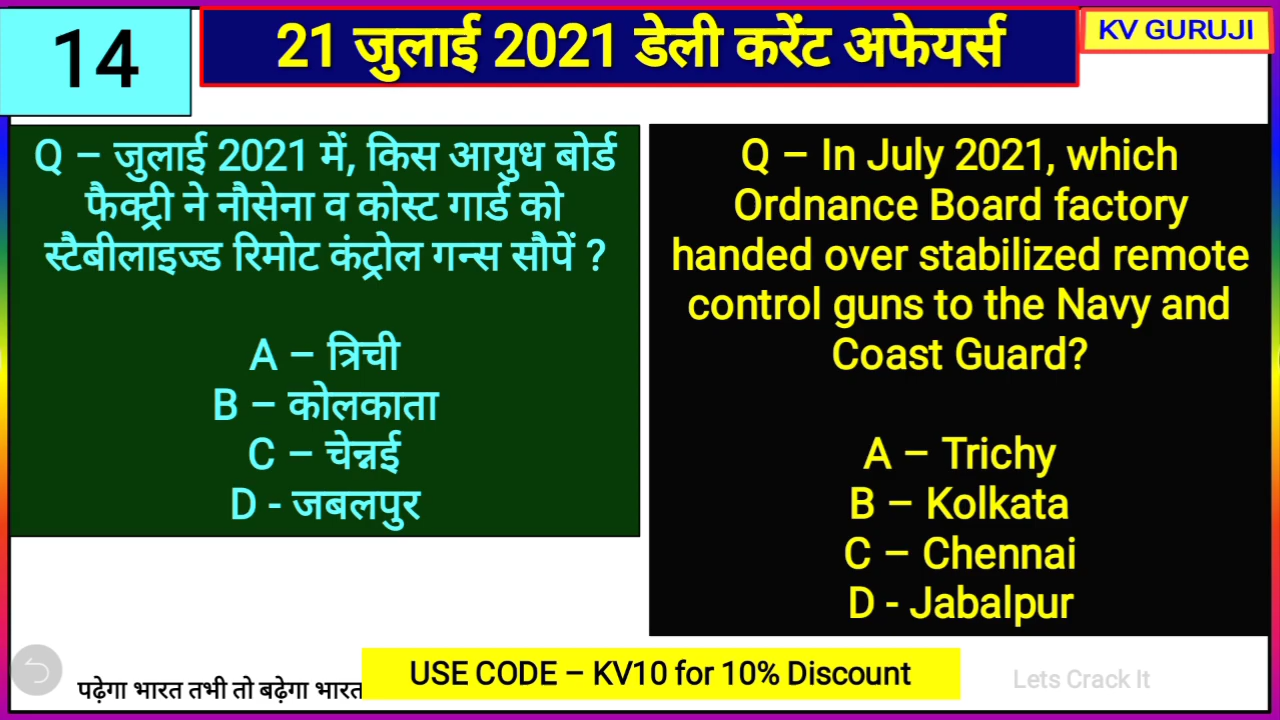 14
21 जुलाई 2021 डेली करेंट अफेयर्स
KV GURUJI
Q – जुलाई 2021 में, किस आयुध बोर्ड
फैक्ट्री ने नौसेना व कोस्ट गार्ड को
स्टैबीलाइज्ड रिमोट कंट्रोल गन्स सौपें ?
A – त्रिची
B – कोलकाता
C – चेन्नई
D - जबलपुर
Q – In July 2021, which
Ordnance Board factory
handed over stabilized remote
control guns to the Navy and
Coast Guard?
A – Trichy
B – Kolkata
C – Chennai
D - Jabalpur
पढ़ेगा भारत तभी तो बढ़ेगा भारत
USE CODE – KV10 for 10% Discount
Lets Crack It